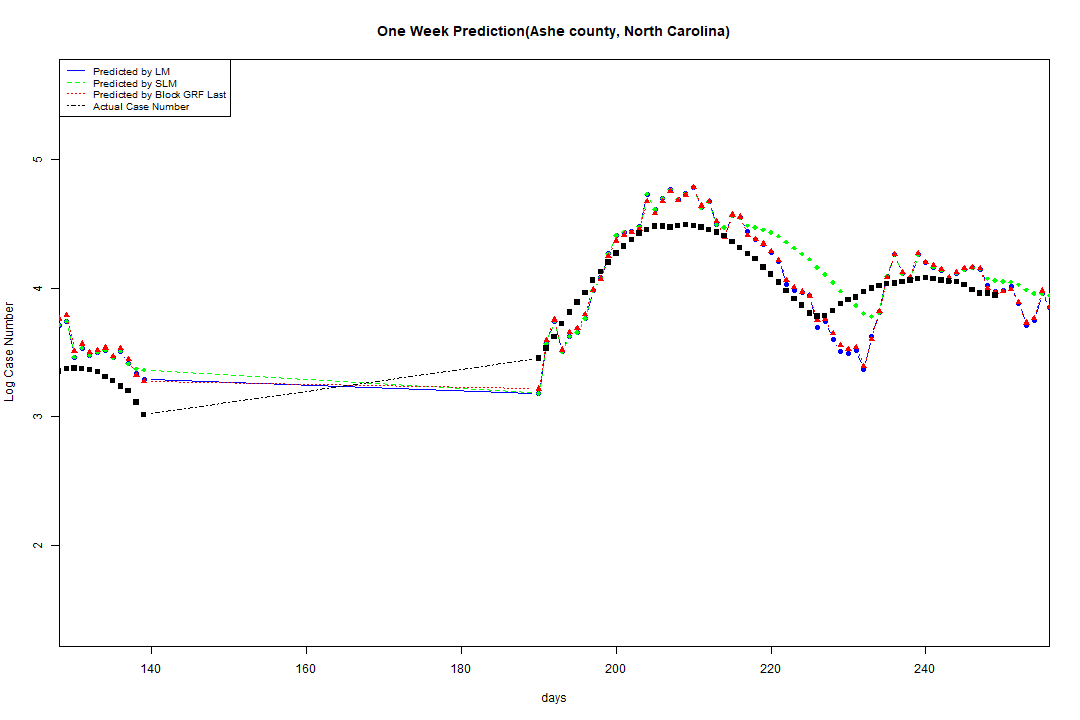 One Week Prediction(Ashe county, North Carolina)
Predicted by LM
Predicted by SLM
Predicted by Block GRF Last
Actual Case Number
Log Case Number
5
4
3
2
140 160 180 200 220 240
days